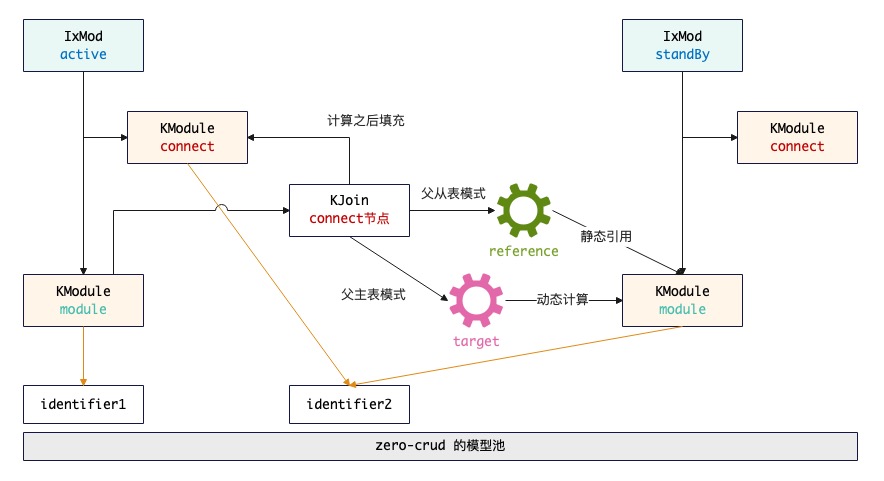 IxMod
active
IxMod
standBy
计算之后填充
KModule
connect
KModule
connect
KJoin
connect节点
父从表模式
reference
静态引用
KModule
module
父主表模式
target
动态计算
KModule
module
identifier1
identifier2
zero-crud 的模型池